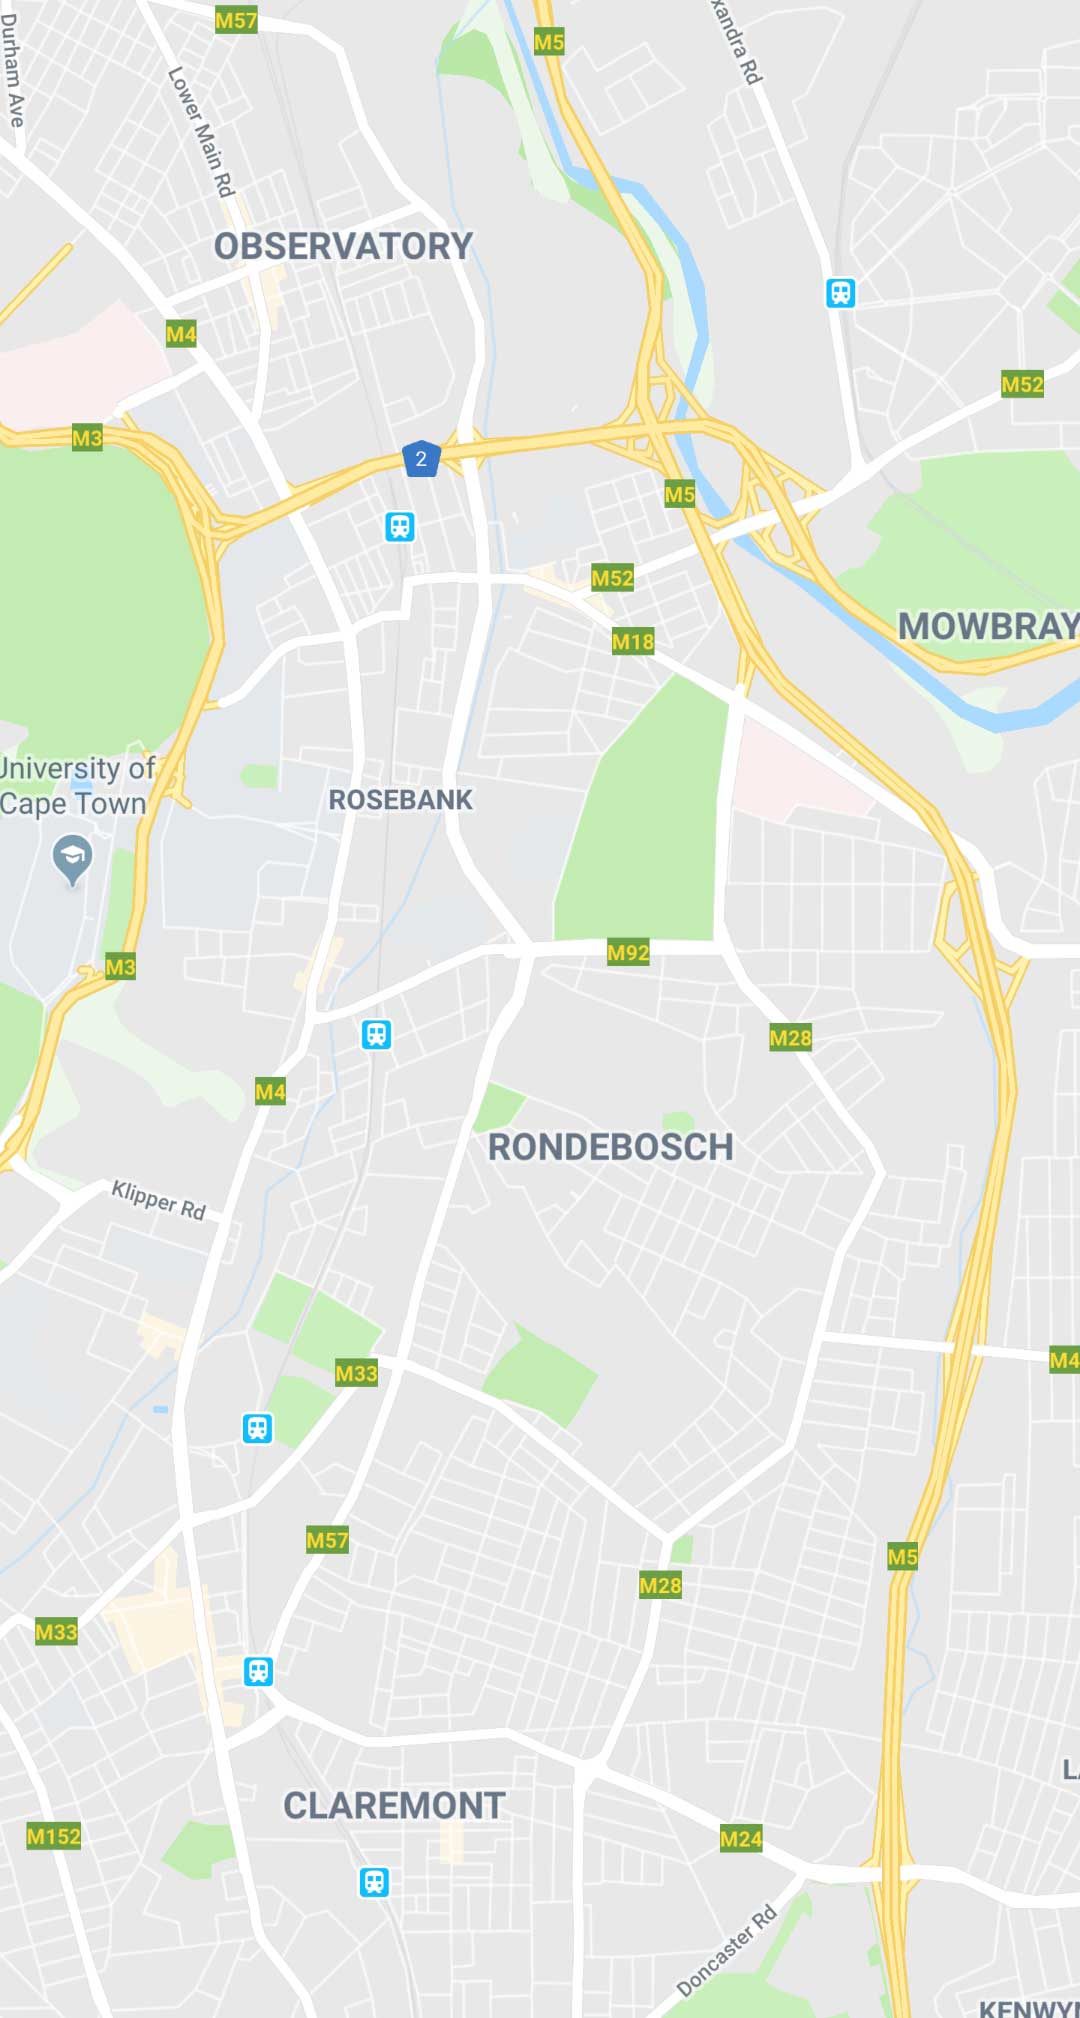 M57
M5
xandra Rd
Durham Ave
Lower Main Rd
OBSERVATORY
M4
M52
M3
2
M5
M52
MOWBRAY
M18
University of
Cape Town
ROSEBANK
M92
M3
M28
M4
RONDEBOSCH
Klipper Rd
M4
M33
M57
M5
M28
M33
LA
CLAREMONT
M152
M24
Doncaster Rd
KENWYN